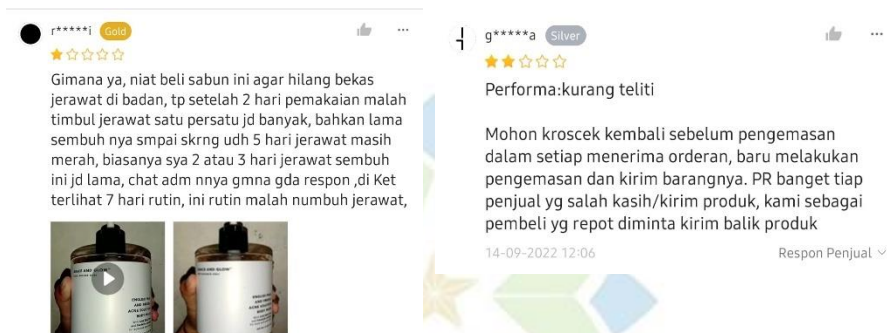 r*****i Gold
Gimana ya, niat beli sabun ini agar hilang bekas
jerawat di badan, tp setelah 2 hari pemakaian malah
timbul jerawat satu persatu jd banyak, bahkan lama
sembuh nya smpai skrng udh 5 hari jerawat masih
merah, biasanya sya 2 atau 3 hari jerawat sembuh
ini jd lama, chat adm nnya gmna gda respon ,di Ket
terlihat 7 hari rutin, ini rutin malah numbuh jerawat,
g*****a Silver
Performa:kurang teliti
Mohon kroscek kembali sebelum pengemasan
dalam setiap menerima orderan, baru melakukan
pengemasan dan kirim barangnya. PR banget tiap
penjual yg salah kasih/kirim produk, kami sebagai
pembeli yg repot diminta kirim balik produk
14-09-2022 12:06 Respon Penjual